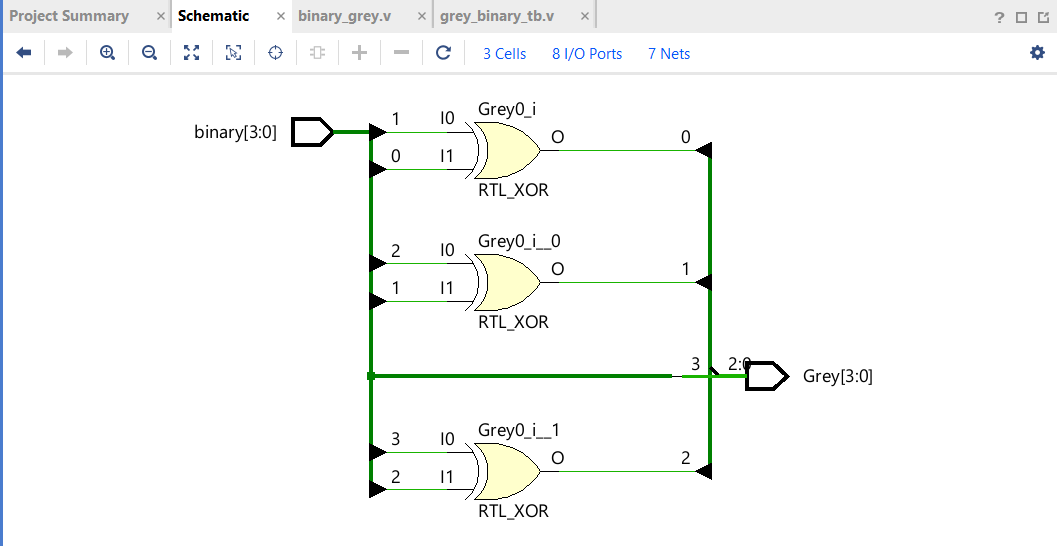 Project Summary × Schematic × binary_grey.v × grey_binary_tb.v ×
3 Cells 8 I/O Ports 7 Nets
Grey0_i
binary[3:0] 1 I0 O 0
0 I1
RTL_XOR
Grey0_i__0
2 I0 O 1
1 I1
RTL_XOR
3 2:0 Grey[3:0]
Grey0_i__1
3 I0 O 2
2 I1
RTL_XOR